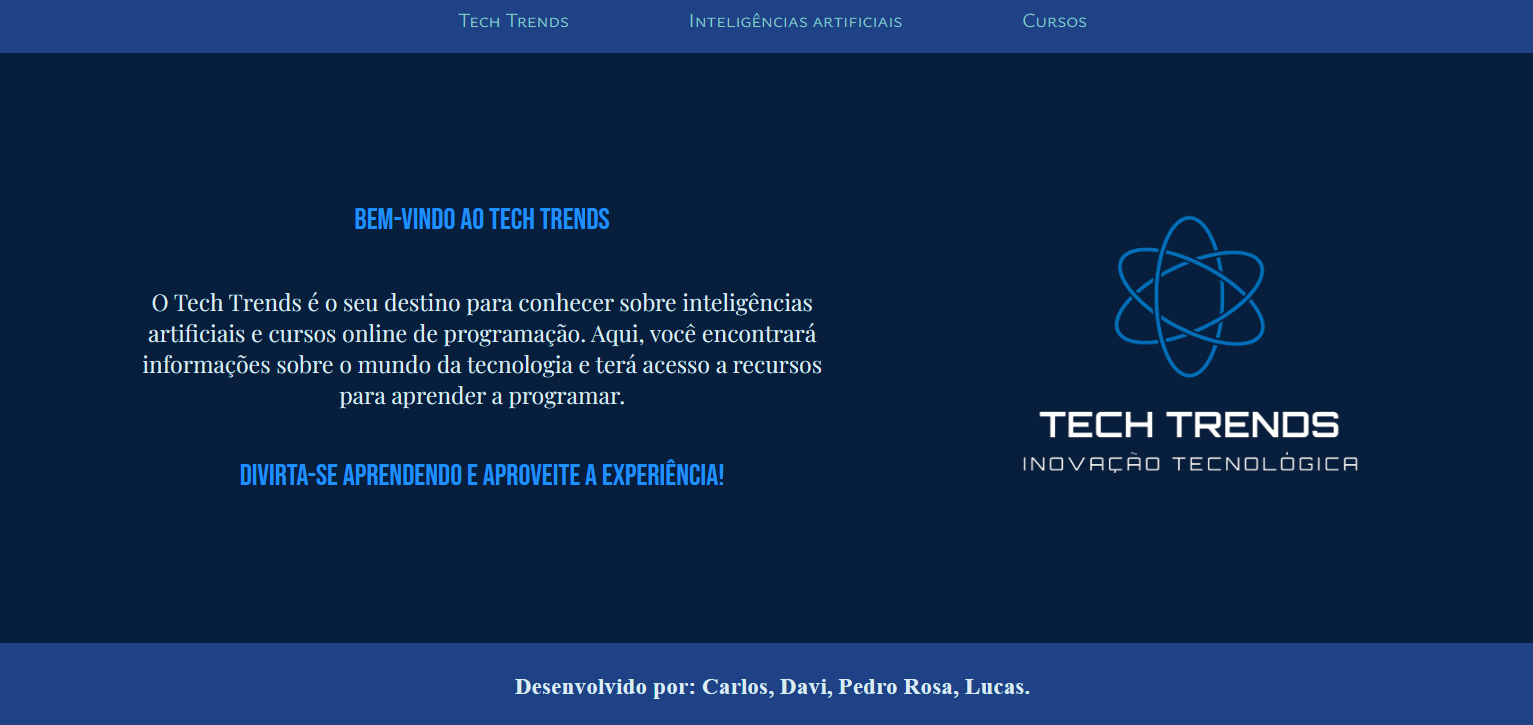 Tech Trends
Inteligências artificiais
Cursos
BEM-VINDO AO TECH TRENDS
O Tech Trends é o seu destino para conhecer sobre inteligências
artificiais e cursos online de programação. Aqui, você encontrará
informações sobre o mundo da tecnologia e terá acesso a recursos
para aprender a programar.
DIVIRTA-SE APRENDENDO E APROVEITE A EXPERIÊNCIA!
TECH TRENDS
INOVAÇÃO TECNOLÓGICA
Desenvolvido por: Carlos, Davi, Pedro Rosa, Lucas.